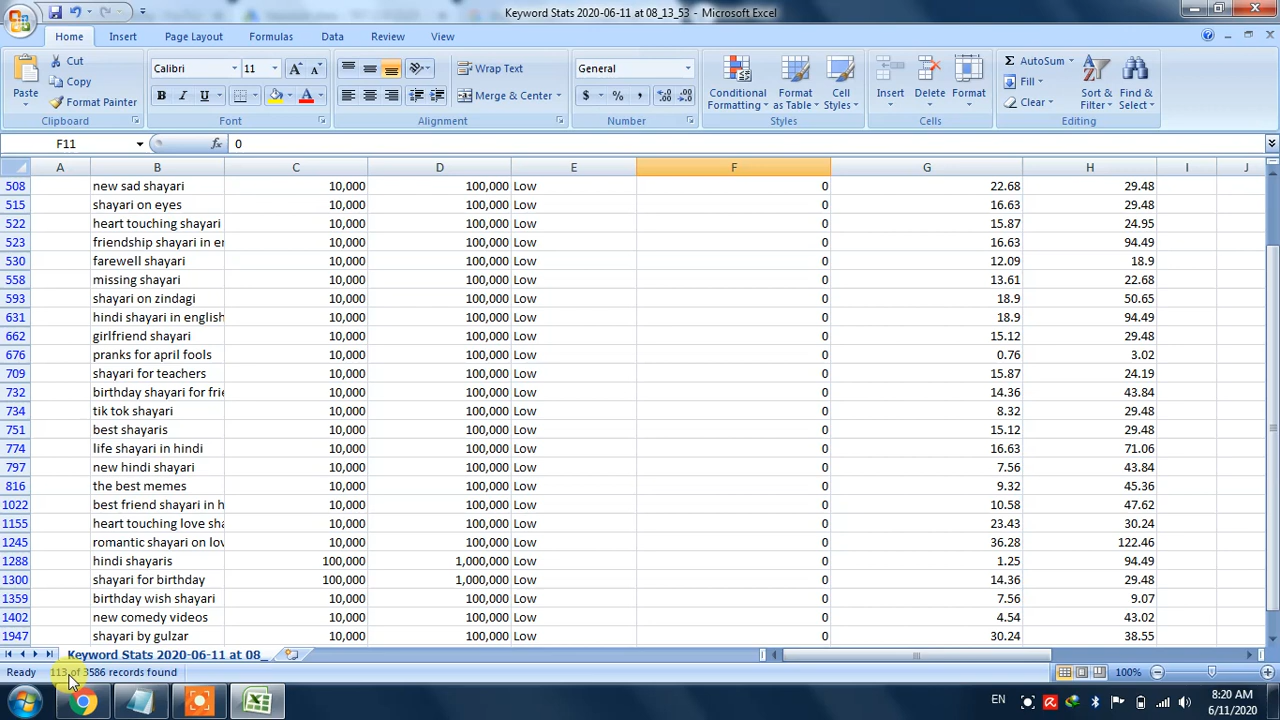 Keyword Stats 2020-06-11 at 08_13_53 - Microsoft Excel
Home Insert Page Layout Formulas Data Review View
Paste
Cut
Copy
Format Painter
Clipboard
Calibri 11
B I U
Font
Wrap Text
Merge & Center
Alignment
General
$ % ,
Number
Conditional Formatting
Format as Table
Cell Styles
Styles
Insert Delete Format
Cells
AutoSum
Fill
Clear
Sort & Filter
Find & Select
Editing
F11 fx 0
A B C D E F G H I J
508 new sad shayari 10,000 100,000 Low 0 22.68 29.48
515 shayari on eyes 10,000 100,000 Low 0 16.63 29.48
522 heart touching shayari 10,000 100,000 Low 0 15.87 24.95
523 friendship shayari in er 10,000 100,000 Low 0 16.63 94.49
530 farewell shayari 10,000 100,000 Low 0 12.09 18.9
558 missing shayari 10,000 100,000 Low 0 13.61 22.68
593 shayari on zindagi 10,000 100,000 Low 0 18.9 50.65
631 hindi shayari in english 10,000 100,000 Low 0 18.9 94.49
662 girlfriend shayari 10,000 100,000 Low 0 15.12 29.48
676 pranks for april fools 10,000 100,000 Low 0 0.76 3.02
709 shayari for teachers 10,000 100,000 Low 0 15.87 24.19
732 birthday shayari for frie 10,000 100,000 Low 0 14.36 43.84
734 tik tok shayari 10,000 100,000 Low 0 8.32 29.48
751 best shayaris 10,000 100,000 Low 0 15.12 29.48
774 life shayari in hindi 10,000 100,000 Low 0 16.63 71.06
797 new hindi shayari 10,000 100,000 Low 0 7.56 43.84
816 the best memes 10,000 100,000 Low 0 9.32 45.36
1022 best friend shayari in h 10,000 100,000 Low 0 10.58 47.62
1155 heart touching love sha 10,000 100,000 Low 0 23.43 30.24
1245 romantic shayari on lov 10,000 100,000 Low 0 36.28 122.46
1288 hindi shayaris 100,000 1,000,000 Low 0 1.25 94.49
1300 shayari for birthday 100,000 1,000,000 Low 0 14.36 29.48
1359 birthday wish shayari 10,000 100,000 Low 0 7.56 9.07
1402 new comedy videos 10,000 100,000 Low 0 4.54 43.02
1947 shayari by gulzar 10,000 100,000 Low 0 30.24 38.55
Keyword Stats 2020-06-11 at 08_
Ready 113 of 3586 records found 100%
EN 8:20 AM
6/11/2020